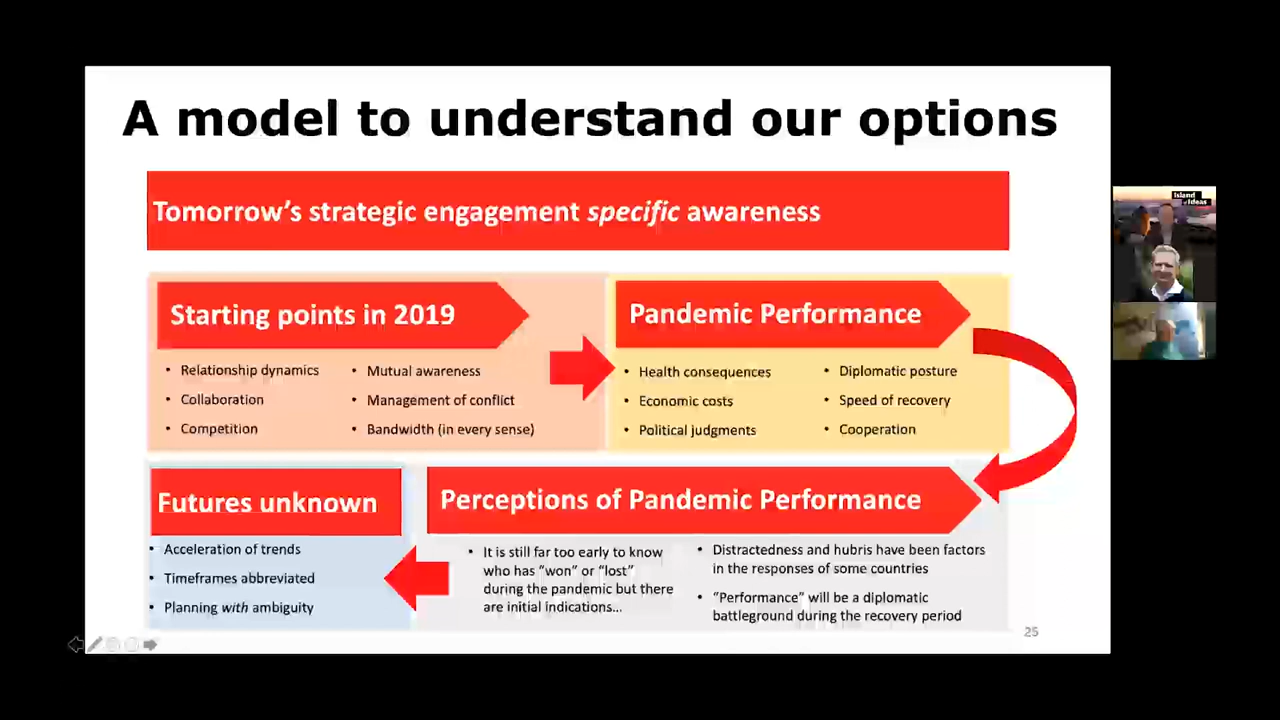 A model to understand our options
Tomorrow's strategic engagement specific awareness
Starting points in 2019
• Relationship dynamics
• Collaboration
• Competition
• Mutual awareness
• Management of conflict
• Bandwidth (in every sense)
Pandemic Performance
• Health consequences
• Economic costs
• Political judgments
• Diplomatic posture
• Speed of recovery
• Cooperation
Perceptions of Pandemic Performance
• It is still far too early to know
who has "won" or "lost"
during the pandemic but there
are initial indications...
• Distractedness and hubris have been factors
in the responses of some countries
• "Performance" will be a diplomatic
battleground during the recovery period
Futures unknown
• Acceleration of trends
• Timeframes abbreviated
• Planning with ambiguity
25
Island
of Ideas